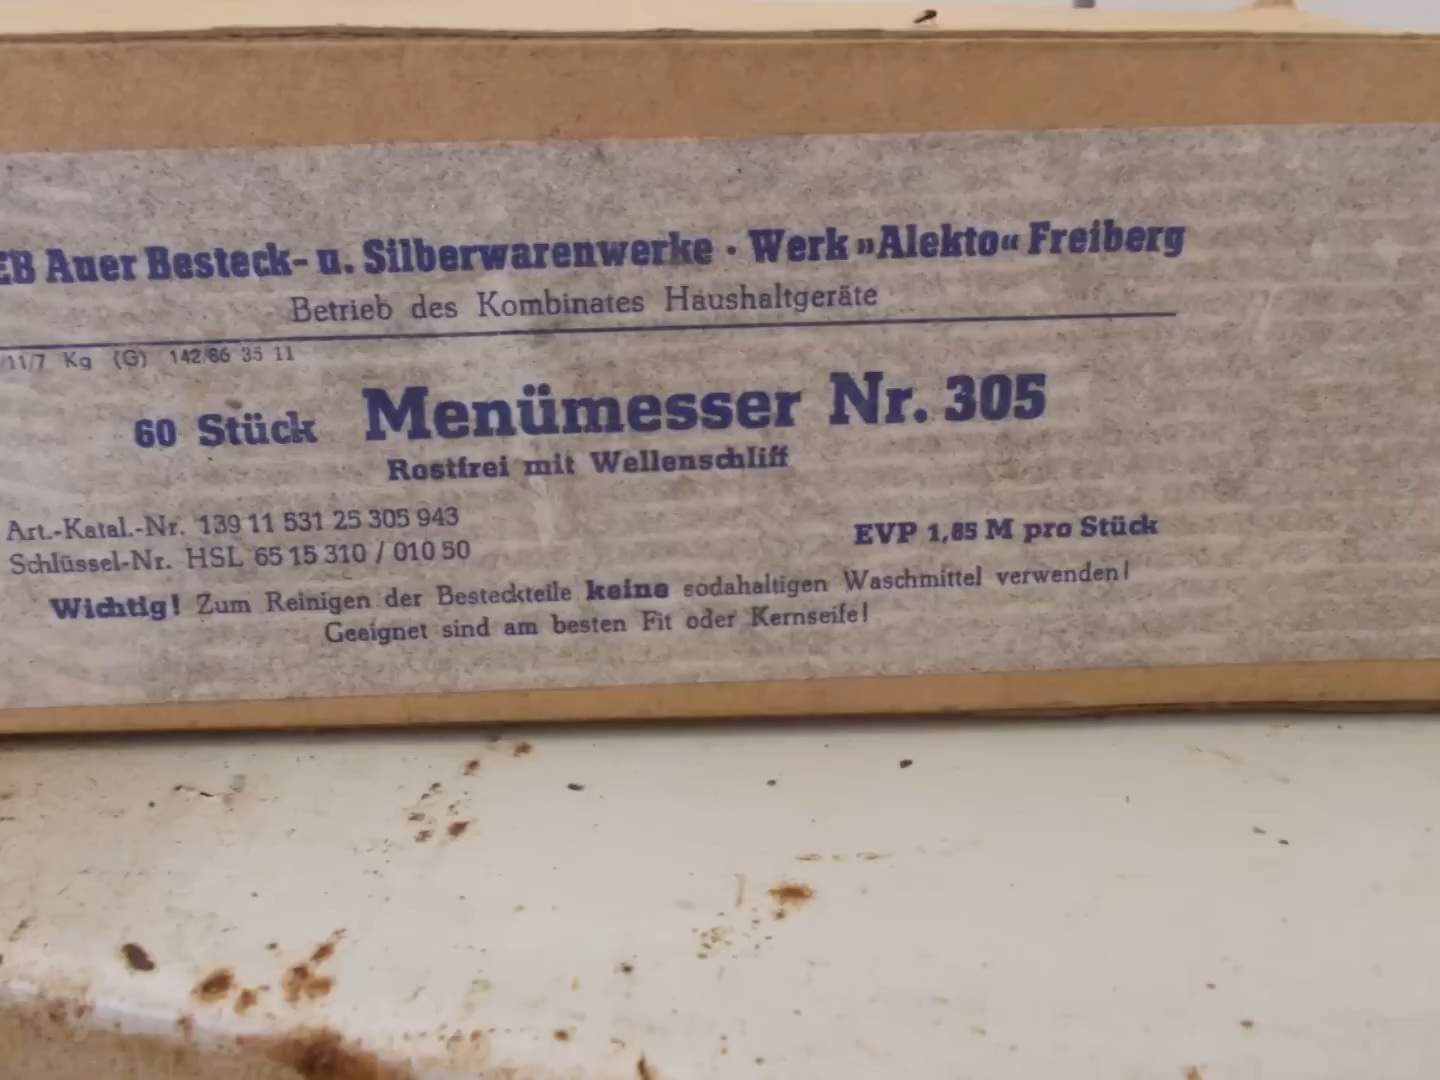 EB Auer Besteck- u. Silberwarenwerke · Werk »Alekto« Freiberg
Betrieb des Kombinates Haushaltgeräte
11/7 Kg (G) 142/66 35 11
60 Stück Menümesser Nr. 305
Rostfrei mit Wellenschliff
Art.-Katal.-Nr. 139 11 531 25 305 943
Schlüssel-Nr. HSL 65 15 310 / 010 50
EVP 1,85 M pro Stück
Wichtig! Zum Reinigen der Besteckteile keine sodahaltigen Waschmittel verwenden!
Geeignet sind am besten Fit oder Kernseife!